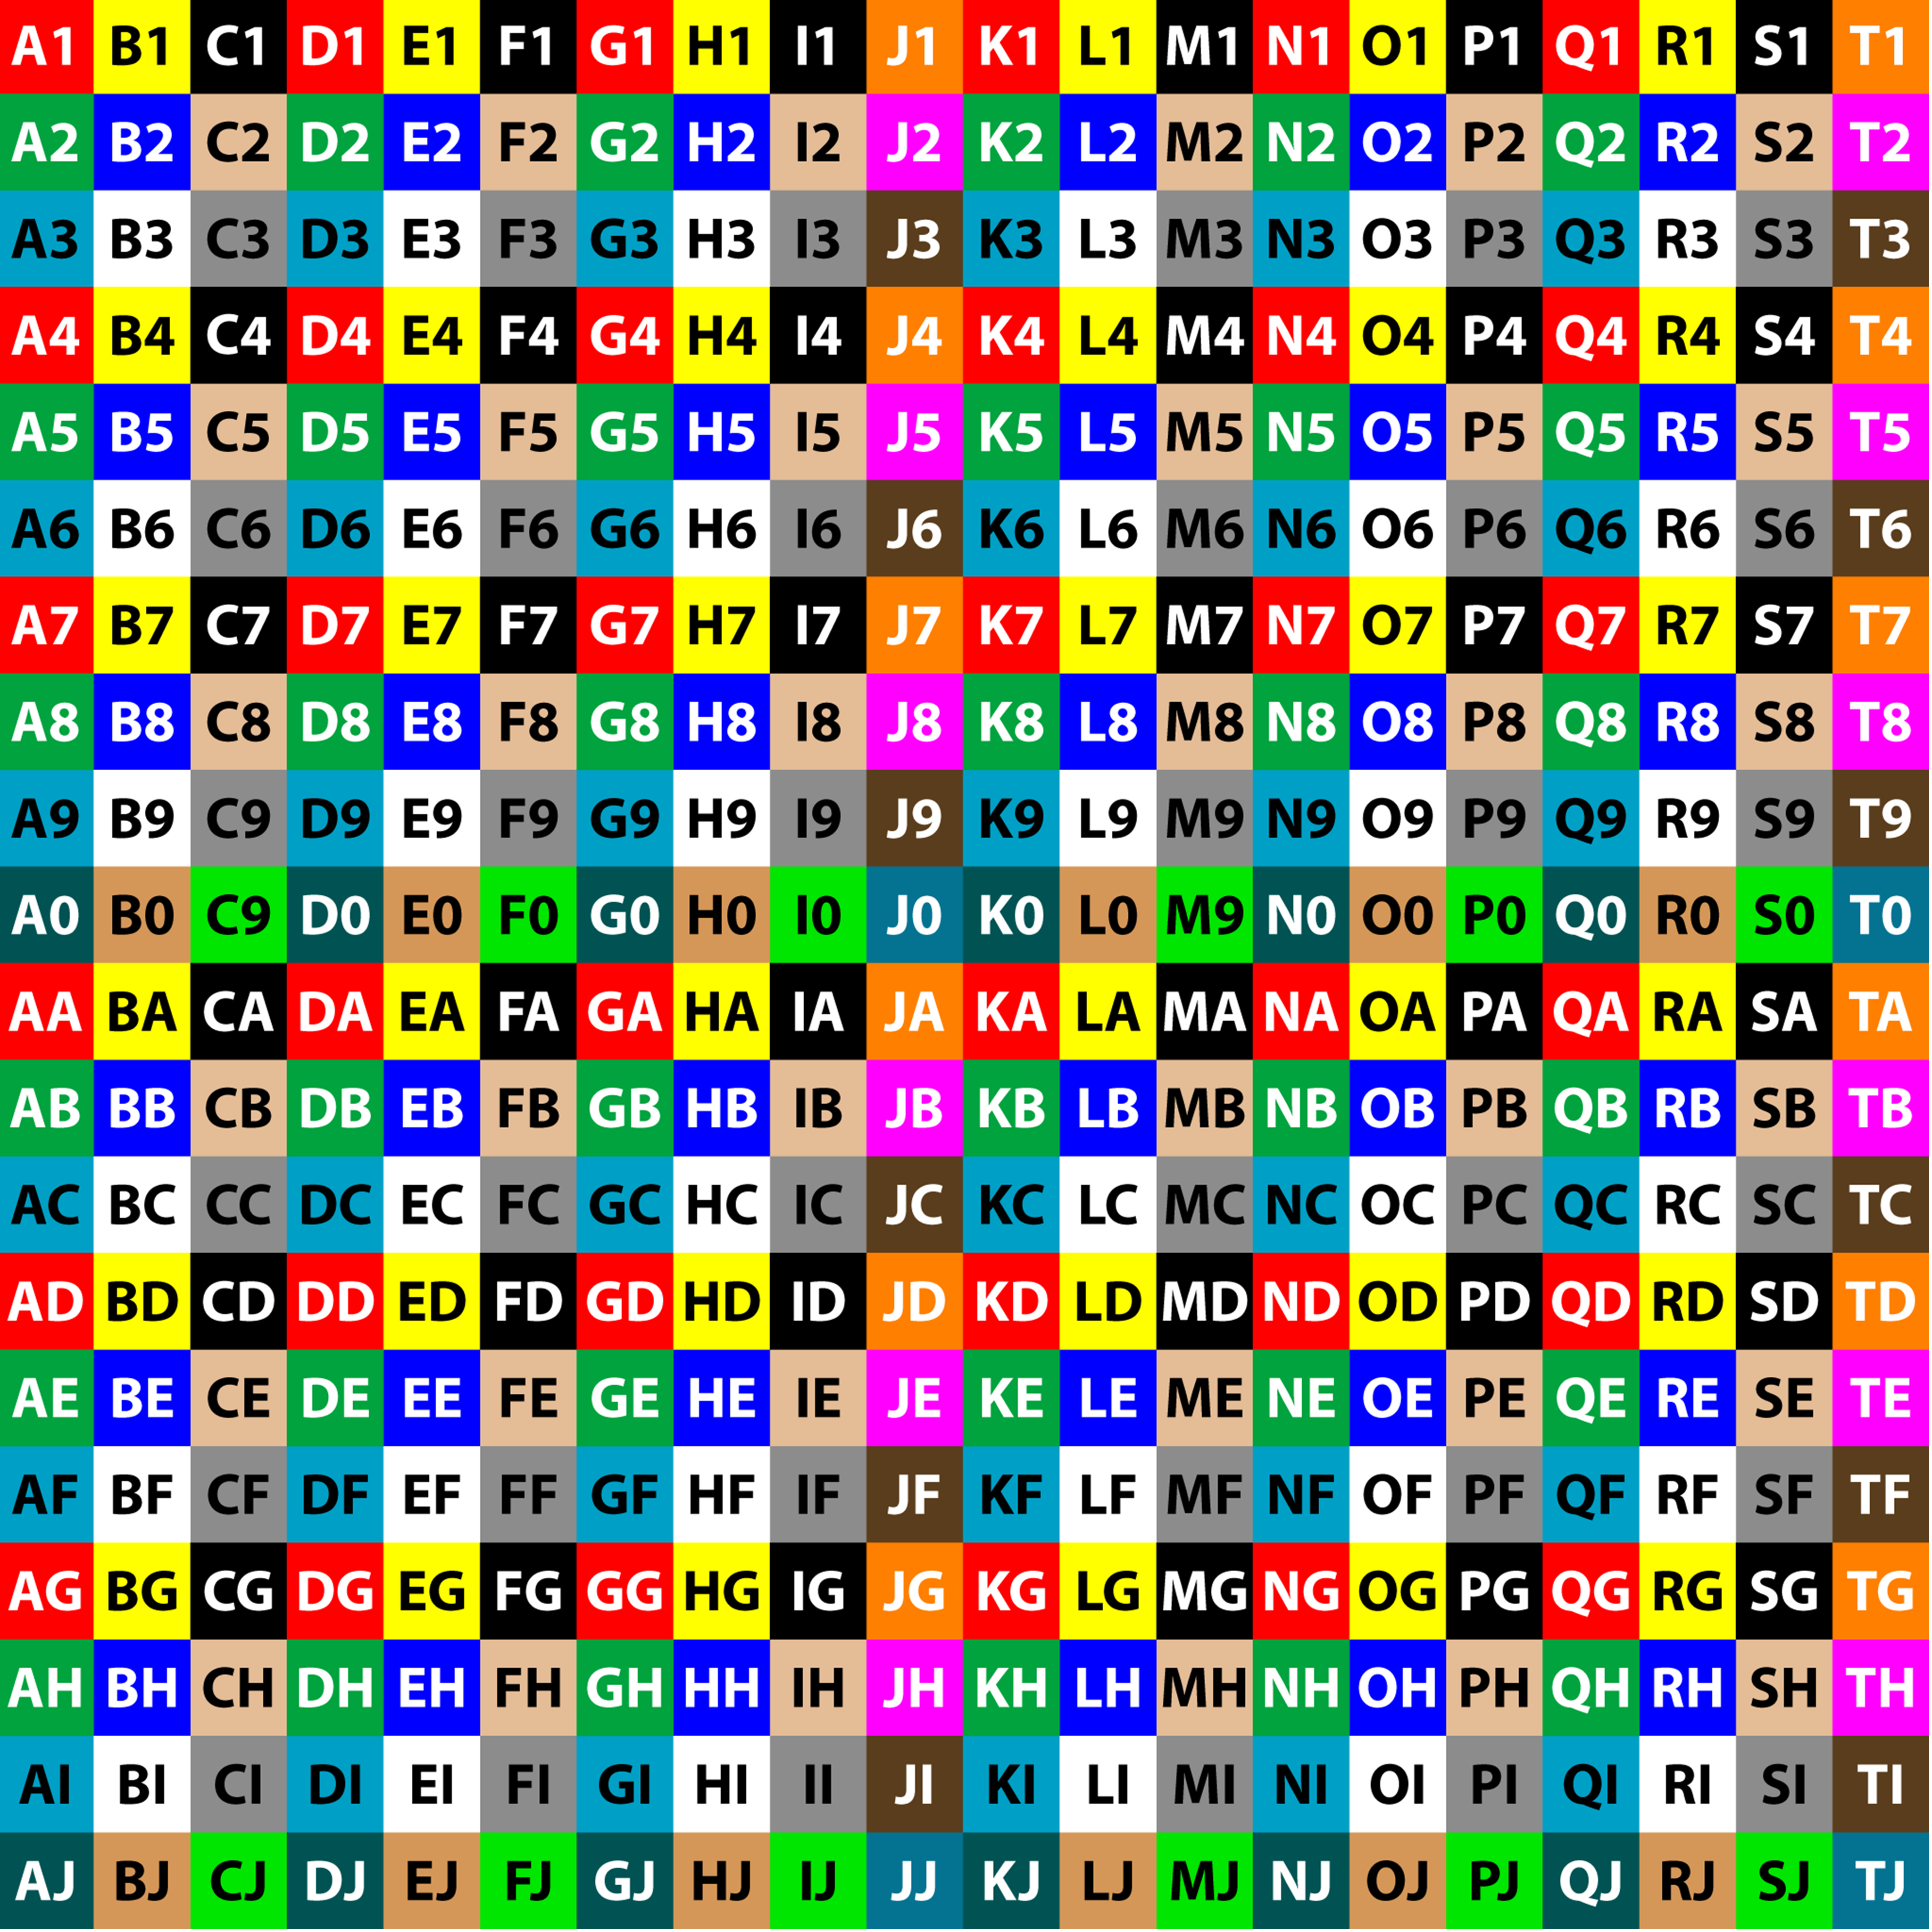 A1 B1 C1 D1 E1 F1 G1 H1 I1 J1 K1 L1 M1 N1 O1 P1 Q1 R1 S1 T1
A2 B2 C2 D2 E2 F2 G2 H2 I2 J2 K2 L2 M2 N2 O2 P2 Q2 R2 S2 T2
A3 B3 C3 D3 E3 F3 G3 H3 I3 J3 K3 L3 M3 N3 O3 P3 Q3 R3 S3 T3
A4 B4 C4 D4 E4 F4 G4 H4 I4 J4 K4 L4 M4 N4 O4 P4 Q4 R4 S4 T4
A5 B5 C5 D5 E5 F5 G5 H5 I5 J5 K5 L5 M5 N5 O5 P5 Q5 R5 S5 T5
A6 B6 C6 D6 E6 F6 G6 H6 I6 J6 K6 L6 M6 N6 O6 P6 Q6 R6 S6 T6
A7 B7 C7 D7 E7 F7 G7 H7 I7 J7 K7 L7 M7 N7 O7 P7 Q7 R7 S7 T7
A8 B8 C8 D8 E8 F8 G8 H8 I8 J8 K8 L8 M8 N8 O8 P8 Q8 R8 S8 T8
A9 B9 C9 D9 E9 F9 G9 H9 I9 J9 K9 L9 M9 N9 O9 P9 Q9 R9 S9 T9
A0 B0 C9 D0 E0 F0 G0 H0 I0 J0 K0 L0 M9 N0 O0 P0 Q0 R0 S0 T0
AA BA CA DA EA FA GA HA IA JA KA LA MA NA OA PA QA RA SA TA
AB BB CB DB EB FB GB HB IB JB KB LB MB NB OB PB QB RB SB TB
AC BC CC DC EC FC GC HC IC JC KC LC MC NC OC PC QC RC SC TC
AD BD CD DD ED FD GD HD ID JD KD LD MD ND OD PD QD RD SD TD
AE BE CE DE EE FE GE HE IE JE KE LE ME NE OE PE QE RE SE TE
AF BF CF DF EF FF GF HF IF JF KF LF MF NF OF PF QF RF SF TF
AG BG CG DG EG FG GG HG IG JG KG LG MG NG OG PG QG RG SG TG
AH BH CH DH EH FH GH HH IH JH KH LH MH NH OH PH QH RH SH TH
AI BI CI DI EI FI GI HI II JI KI LI MI NI OI PI QI RI SI TI
AJ BJ CJ DJ EJ FJ GJ HJ IJ JJ KJ LJ MJ NJ OJ PJ QJ RJ SJ TJ